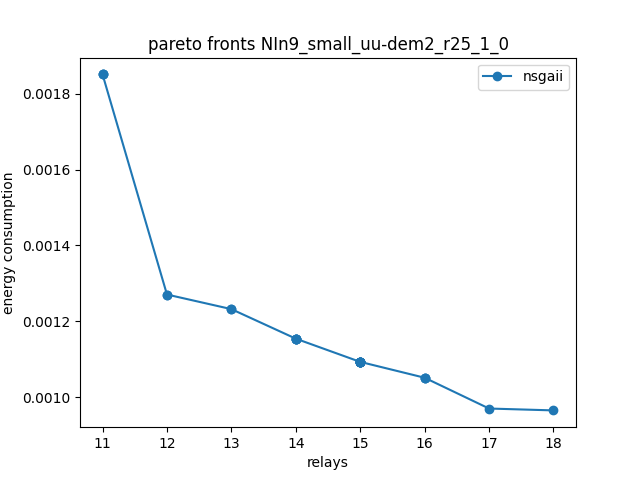 pareto fronts NIn9_small_uu-dem2_r25_1_0
nsgaii
energy consumption
0.0018
0.0016
0.0014
0.0012
0.0010
11 12 13 14 15 16 17 18
relays